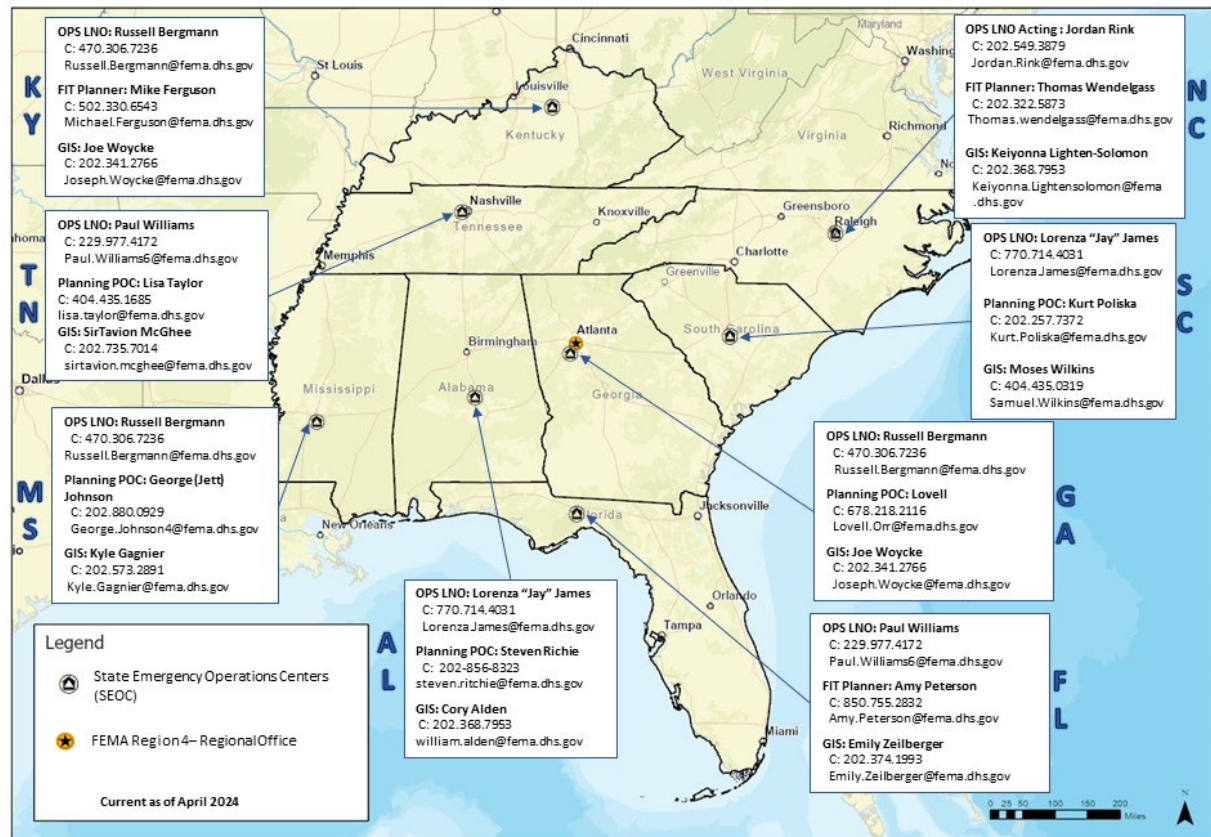 OPS LNO: Russell Bergmann
C: 470.306.7236
Russell.Bergmann@fema.dhs.gov
FIT Planner: Mike Ferguson
C: 502.330.6543
Michael.Ferguson@fema.dhs.gov
GIS: Joe Woycke
C: 202.341.2766
Joseph.Woycke@fema.dhs.gov
KY
OPS LNO: Paul Williams
C: 229.977.4172
Paul.Williams6@fema.dhs.gov
Planning POC: Lisa Taylor
C: 404.435.1685
lisa.taylor@fema.dhs.gov
GIS: SirTavion McGhee
C: 202.735.7014
sirtavion.mcghee@fema.dhs.gov
TN
OPS LNO: Russell Bergmann
C: 470.306.7236
Russell.Bergmann@fema.dhs.gov
Planning POC: George (Jett)
Johnson
C: 202.880.0929
George.Johnson4@fema.dhs.gov
GIS: Kyle Gagnier
C: 202.573.2891
Kyle.Gagnier@fema.dhs.gov
MS
OPS LNO Acting : Jordan Rink
C: 202.549.3879
Jordan.Rink@fema.dhs.gov
FIT Planner: Thomas Wendelgass
C: 202.322.5873
Thomas.wendelgass@fema.dhs.gov
GIS: Keiyonna Lighten-Solomon
C: 202.368.7953
Keiyonna.Lightensolomon@fema
.dhs.gov
NC
OPS LNO: Lorenza “Jay” James
C: 770.714.4031
Lorenza.James@fema.dhs.gov
Planning POC: Kurt Poliska
C: 202.257.7372
Kurt.Poliska@fema.dhs.gov
GIS: Moses Wilkins
C: 404.435.0319
Samuel.Wilkins@fema.dhs.gov
SC
OPS LNO: Russell Bergmann
C: 470.306.7236
Russell.Bergmann@fema.dhs.gov
Planning POC: Lovell
C: 678.218.2116
Lovell.Orr@fema.dhs.gov
GIS: Joe Woycke
C: 202.341.2766
Joseph.Woycke@fema.dhs.gov
GA
OPS LNO: Lorenza “Jay” James
C: 770.714.4031
Lorenza.James@fema.dhs.gov
Planning POC: Steven Richie
C: 202-856-8323
steven.ritchie@fema.dhs.gov
GIS: Cory Alden
C: 202.368.7953
william.alden@fema.dhs.gov
AL
OPS LNO: Paul Williams
C: 229.977.4172
Paul.Williams6@fema.dhs.gov
FIT Planner: Amy Peterson
C: 850.755.2832
Amy.Peterson@fema.dhs.gov
GIS: Emily Zeilberger
C: 202.374.1993
Emily.Zeilberger@fema.dhs.gov
FL
Cincinnati
St Louis
Louisville
Kentucky
West Virginia
Maryland
Virginia
Richmond
Nashville
Tennessee
Knoxville
Greensboro
Raleigh
Charlotte
Greenville
Memphis
South Carolina
Atlanta
Birmingham
Mississippi
Alabama
Georgia
Dallas
Jacksonville
New Orleans
Orlando
Tampa
Miami
Legend
State Emergency Operations Centers
(SEOC)
FEMA Region 4– Regional Office
Current as of April 2024
N
0 25 50 100 150 200
Miles